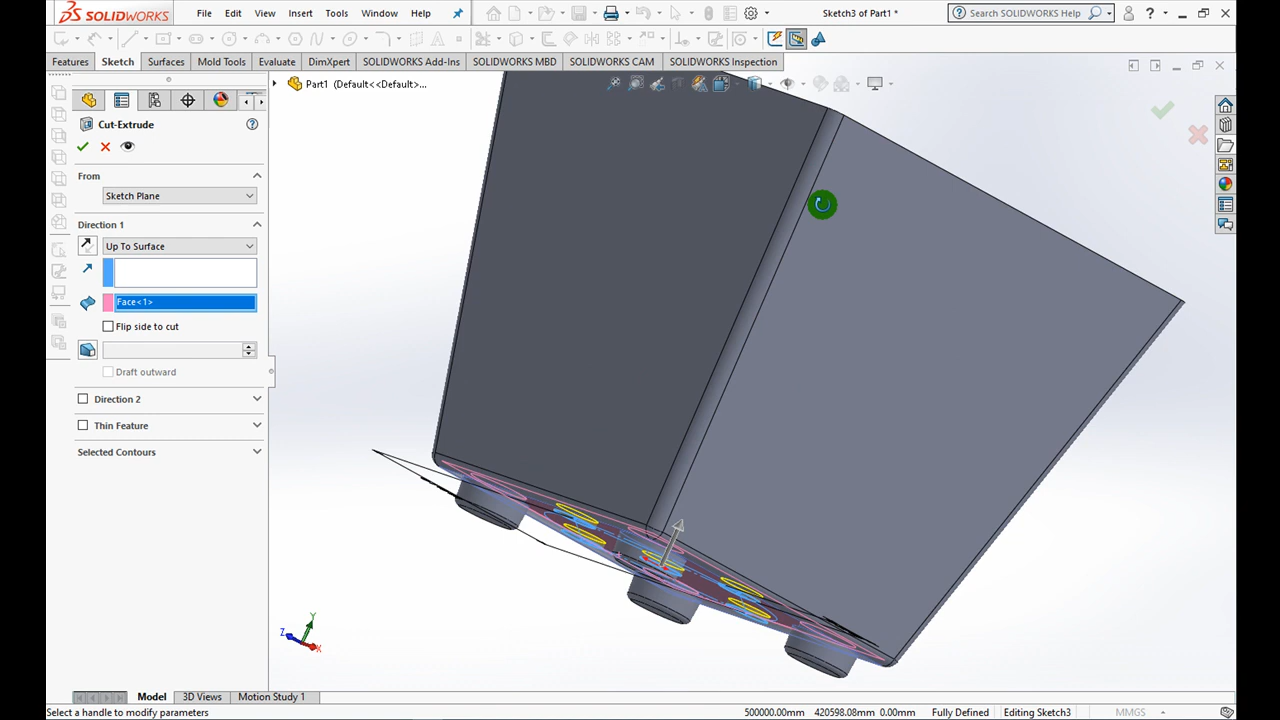 SOLIDWORKS
File Edit View Insert Tools Window Help
Sketch3 of Part1 *
Search SOLIDWORKS Help
Features Sketch Surfaces Mold Tools Evaluate DimXpert SOLIDWORKS Add-Ins SOLIDWORKS MBD SOLIDWORKS CAM SOLIDWORKS Inspection
Part1 (Default<<Default>...
Cut-Extrude
From
Sketch Plane
Direction 1
Up To Surface
Face<1>
Flip side to cut
Draft outward
Direction 2
Thin Feature
Selected Contours
Y
Z
X
Model 3D Views Motion Study 1
Select a handle to modify parameters
500000.00mm 420598.08mm 0.00mm Fully Defined Editing Sketch3 MMGS